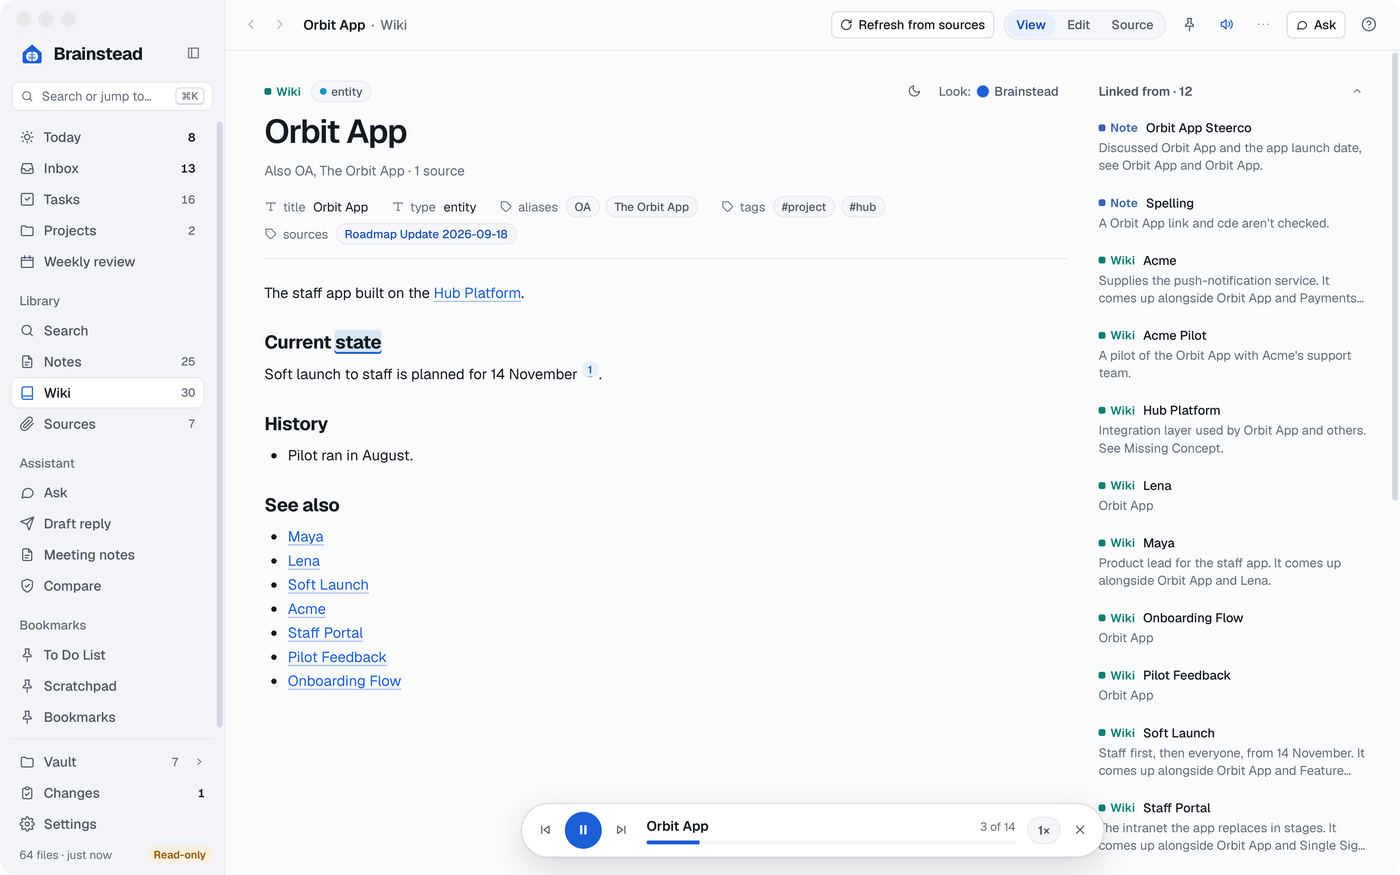 Brainstead
Search or jump to... ⌘K
Today 8
Inbox 13
Tasks 16
Projects 2
Weekly review
Library
Search
Notes 25
Wiki 30
Sources 7
Assistant
Ask
Draft reply
Meeting notes
Compare
Bookmarks
To Do List
Scratchpad
Bookmarks
Vault 7
Changes 1
Settings
64 files · just now Read-only
Orbit App · Wiki
Refresh from sources View Edit Source Ask
Wiki entity
Look: Brainstead
Orbit App
Also OA, The Orbit App · 1 source
title Orbit App type entity aliases OA The Orbit App tags #project #hub
sources Roadmap Update 2026-09-18
The staff app built on the Hub Platform.
Current state
Soft launch to staff is planned for 14 November 1 .
History
• Pilot ran in August.
See also
• Maya
• Lena
• Soft Launch
• Acme
• Staff Portal
• Pilot Feedback
• Onboarding Flow
Linked from · 12
Note Orbit App Steerco
Discussed Orbit App and the app launch date,
see Orbit App and Orbit App.
Note Spelling
A Orbit App link and cde aren't checked.
Wiki Acme
Supplies the push-notification service. It
comes up alongside Orbit App and Payments...
Wiki Acme Pilot
A pilot of the Orbit App with Acme's support
team.
Wiki Hub Platform
Integration layer used by Orbit App and others.
See Missing Concept.
Wiki Lena
Orbit App
Wiki Maya
Product lead for the staff app. It comes up
alongside Orbit App and Lena.
Wiki Onboarding Flow
Orbit App
Wiki Pilot Feedback
Orbit App
Wiki Soft Launch
Staff first, then everyone, from 14 November. It
comes up alongside Orbit App and Feature...
Wiki Staff Portal
The intranet the app replaces in stages. It
comes up alongside Orbit App and Single Sig...
Orbit App 3 of 14 1×